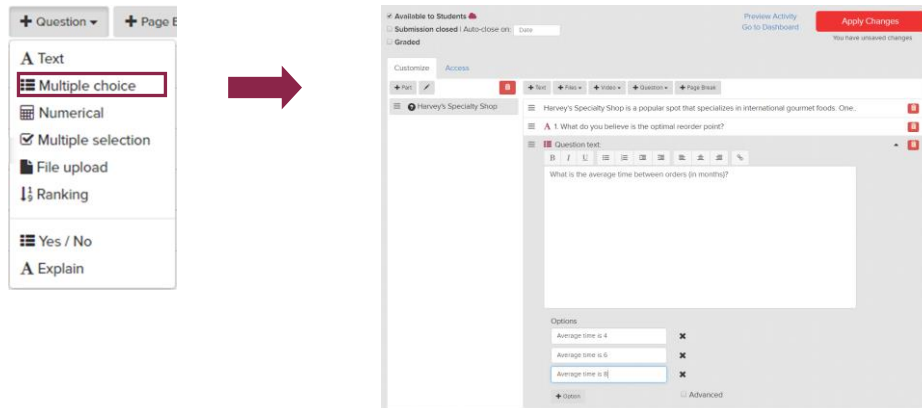 + Question
+ Page
A Text
Multiple choice
Numerical
Multiple selection
File upload
Ranking
Yes / No
A Explain
Available to Students
Submission closed | Auto-close on: Date
Graded
Preview Activity
Go to Dashboard
Apply Changes
You have unsaved changes
Customize Access
+ Part
+ Text + Files + Video + Question + Page Break
Harvey's Specialty Shop
Harvey's Specialty Shop is a popular spot that specializes in international gourmet foods. One..
A 1. What do you believe is the optimal reorder point?
Question text
B I U
What is the average time between orders (in months)?
Options
Average time is 4
Average time is 6
Average time is 8
+ Option
Advanced